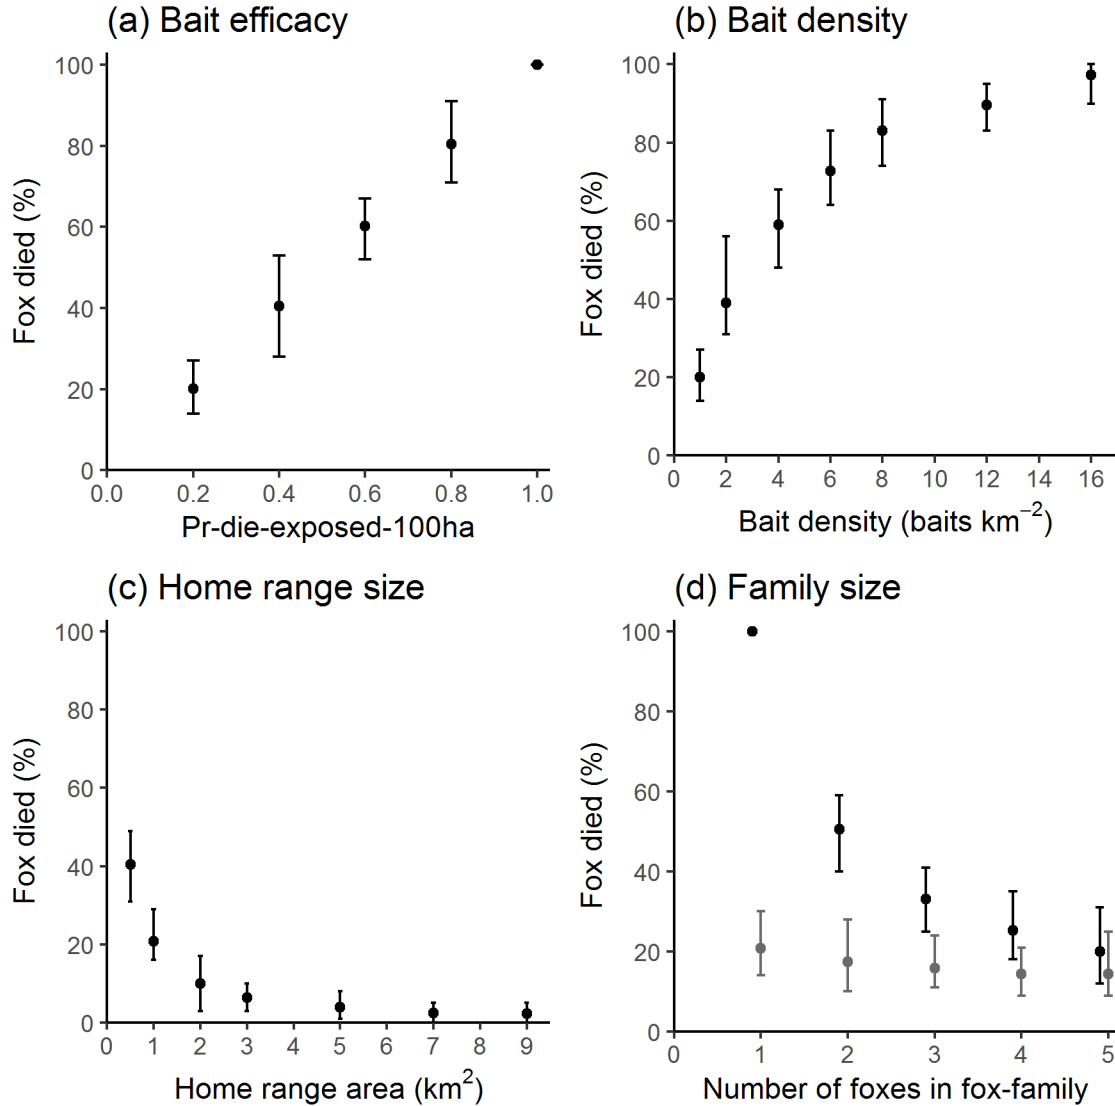 (a) Bait efficacy
100
80
60
40
20
0
Fox died (%)
0.0 0.2 0.4 0.6 0.8 1.0
Pr-die-exposed-100ha
(b) Bait density
100
80
60
40
20
0
Fox died (%)
0 2 4 6 8 10 12 14 16
Bait density (baits km⁻²)
(c) Home range size
100
80
60
40
20
0
Fox died (%)
0 1 2 3 4 5 6 7 8 9
Home range area (km²)
(d) Family size
100
80
60
40
20
0
Fox died (%)
0 1 2 3 4 5
Number of foxes in fox-family